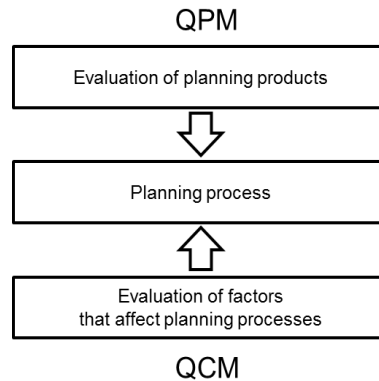 QPM
Evaluation of planning products
Planning process
Evaluation of factors
that affect planning processes
QCM